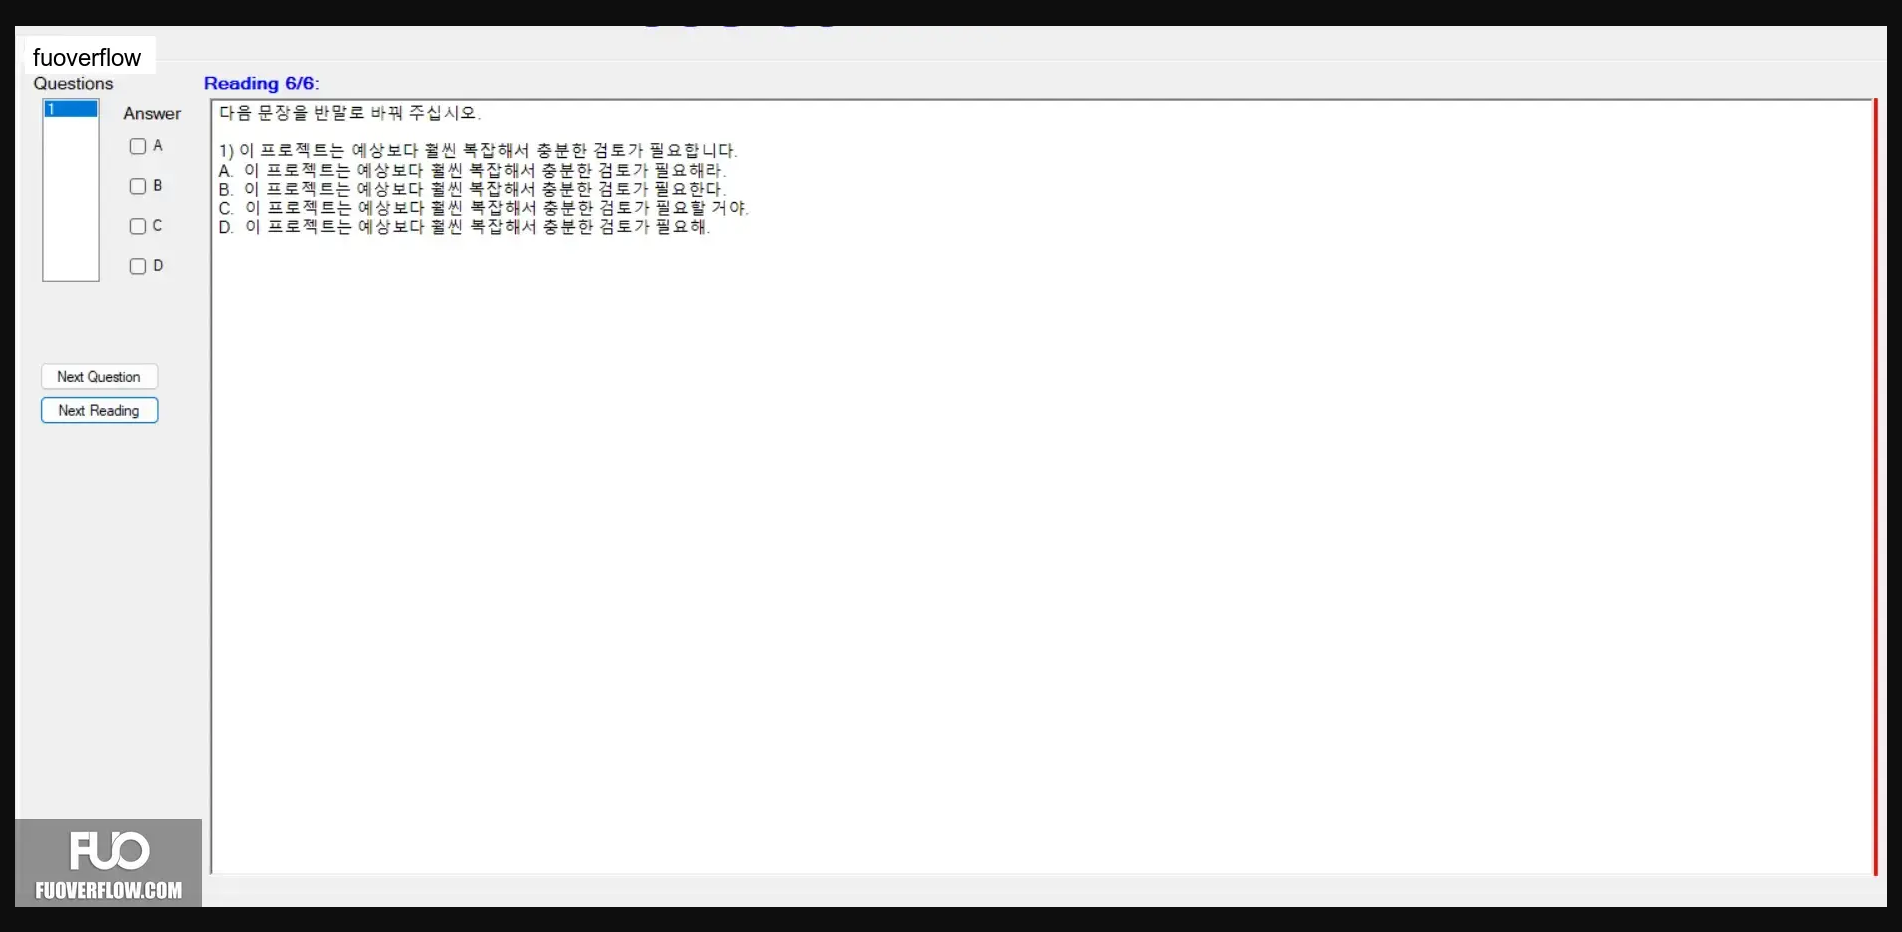 fuoverflow
Questions
Reading 6/6:
1
Answer
A
B
C
D
Next Question
Next Reading
다음 문장을 반말로 바꿔 주십시오.
1) 이 프로젝트는 예상보다 훨씬 복잡해서 충분한 검토가 필요합니다.
A. 이 프로젝트는 예상보다 훨씬 복잡해서 충분한 검토가 필요해라.
B. 이 프로젝트는 예상보다 훨씬 복잡해서 충분한 검토가 필요한다.
C. 이 프로젝트는 예상보다 훨씬 복잡해서 충분한 검토가 필요할 거야.
D. 이 프로젝트는 예상보다 훨씬 복잡해서 충분한 검토가 필요해.
FUO
FUOVERFLOW.COM